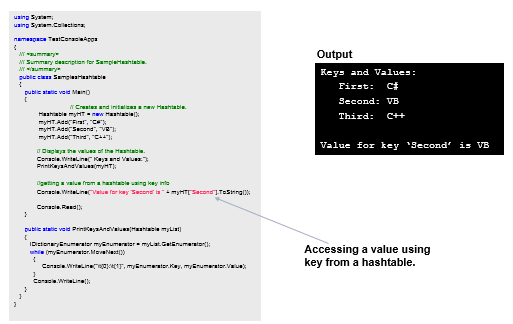 using System;
using System.Collections;
namespace TestConsoleApps
{
/// <summary>
/// Summary description for SampleHashtable.
/// </summary>
public class SamplesHashtable
{
public static void Main()
{
// Creates and initializes a new Hashtable.
Hashtable myHT = new Hashtable();
myHT.Add("First", "C#");
myHT.Add("Second", "VB");
myHT.Add("Third", "C++");
// Displays the values of the Hashtable.
Console.WriteLine(" Keys and Values:");
PrintKeysAndValues(myHT);
//getting a value from a hashtable using key info
Console.WriteLine("Value for key 'Second' is " + myHT["Second"].ToString());
Console.Read();
}
public static void PrintKeysAndValues(Hashtable myList)
{
IDictionaryEnumerator myEnumerator = myList.GetEnumerator();
while (myEnumerator.MoveNext())
{
Console.WriteLine("\t{0}:\t{1}", myEnumerator.Key, myEnumerator.Value);
}
Console.WriteLine();
}
}
}
Output
Keys and Values:
First: C#
Second: VB
Third: C++
Value for key ‘Second’ is VB
Accessing a value using
key from a hashtable.